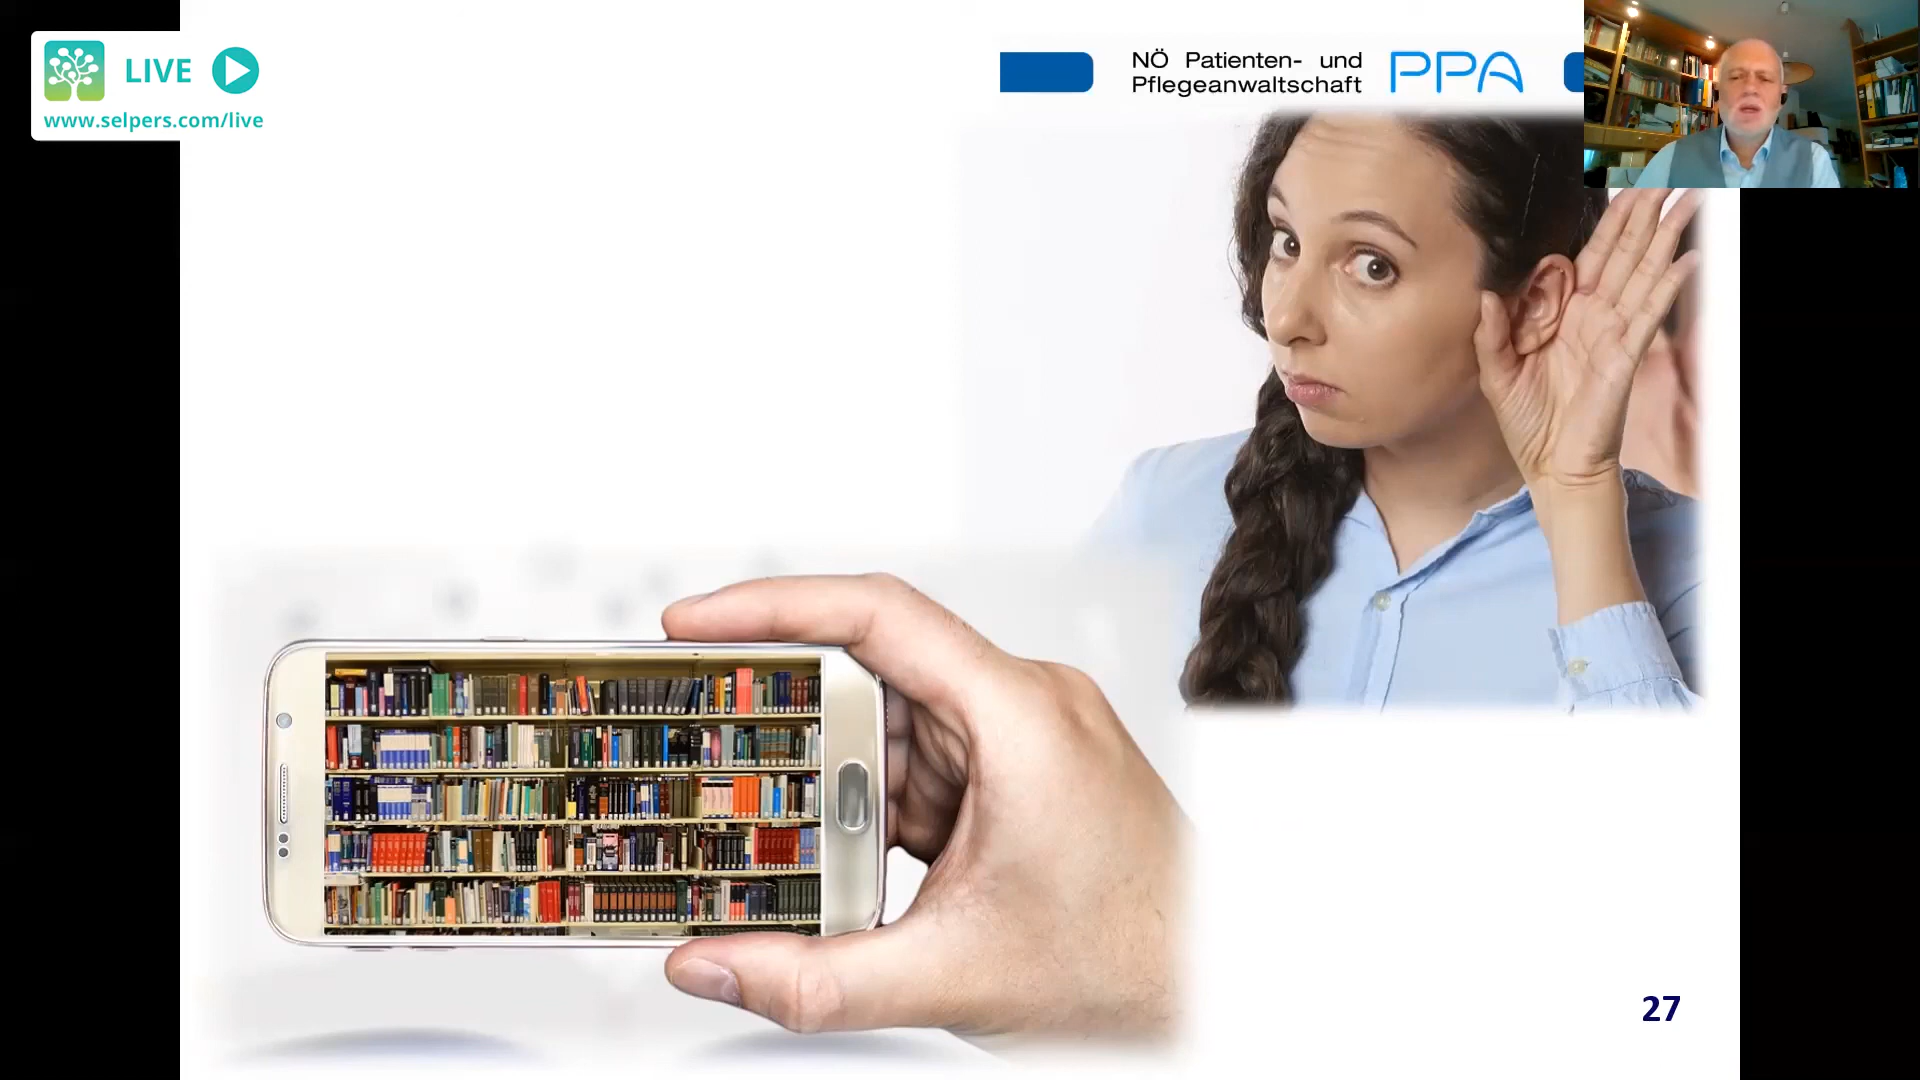 LIVE
www.selpers.com/live
NÖ Patienten- und
Pflegeanwaltschaft
PPA
27